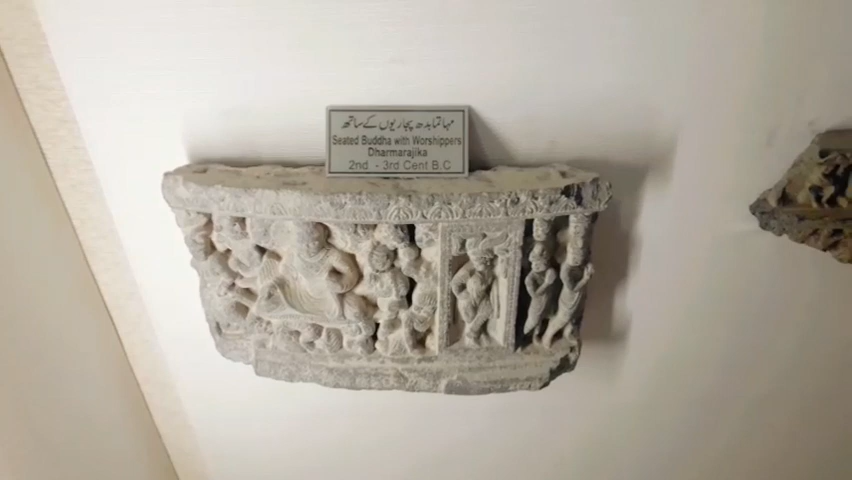 مہاتما بدھ پجاریوں کے ساتھ
Seated Buddha with Worshippers
Dharmarajika
2nd - 3rd Cent B.C